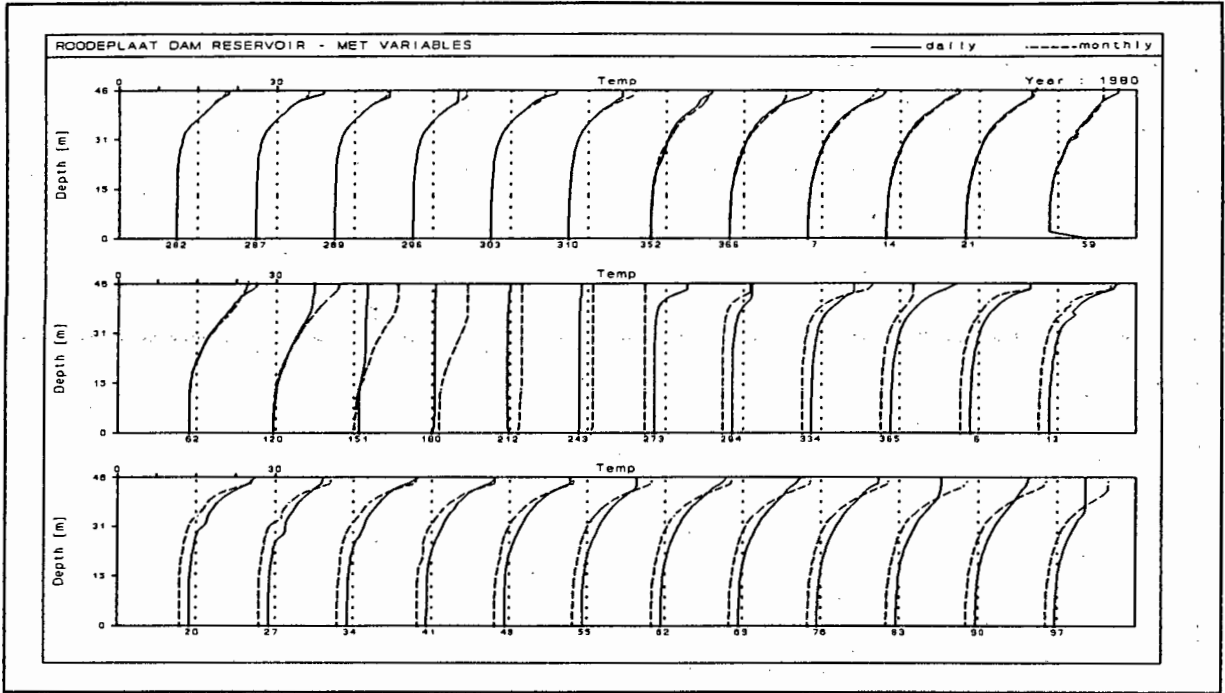 ROODEPLAAT DAM RESERVOIR - MET VARIABLES daily monthly
0 30 Temp Year : 1980
46
31
15
0
Depth [m]
282 287 289 296 303 310 352 366 7 14 21 59
0 30 Temp
46
31
15
0
Depth [m]
62 120 151 180 212 243 273 334 365 6 13
0 30 Temp
46
31
15
0
Depth [m]
20 27 34 41 48 55 62 69 76 83 90 97